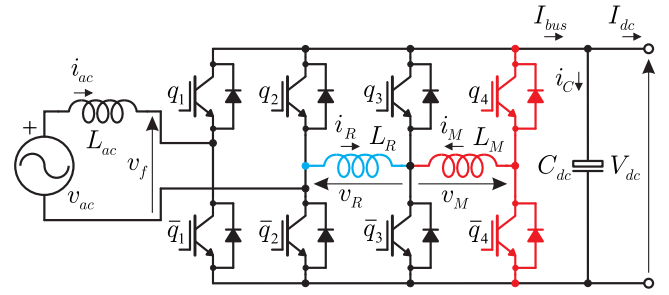 I_bus I_dc
i_ac q_1 q_2 q_3 q_4 i_C
+ L_ac v_f i_R L_R i_M L_M
v_ac v_R v_M C_dc V_dc
q̅_1 q̅_2 q̅_3 q̅_4